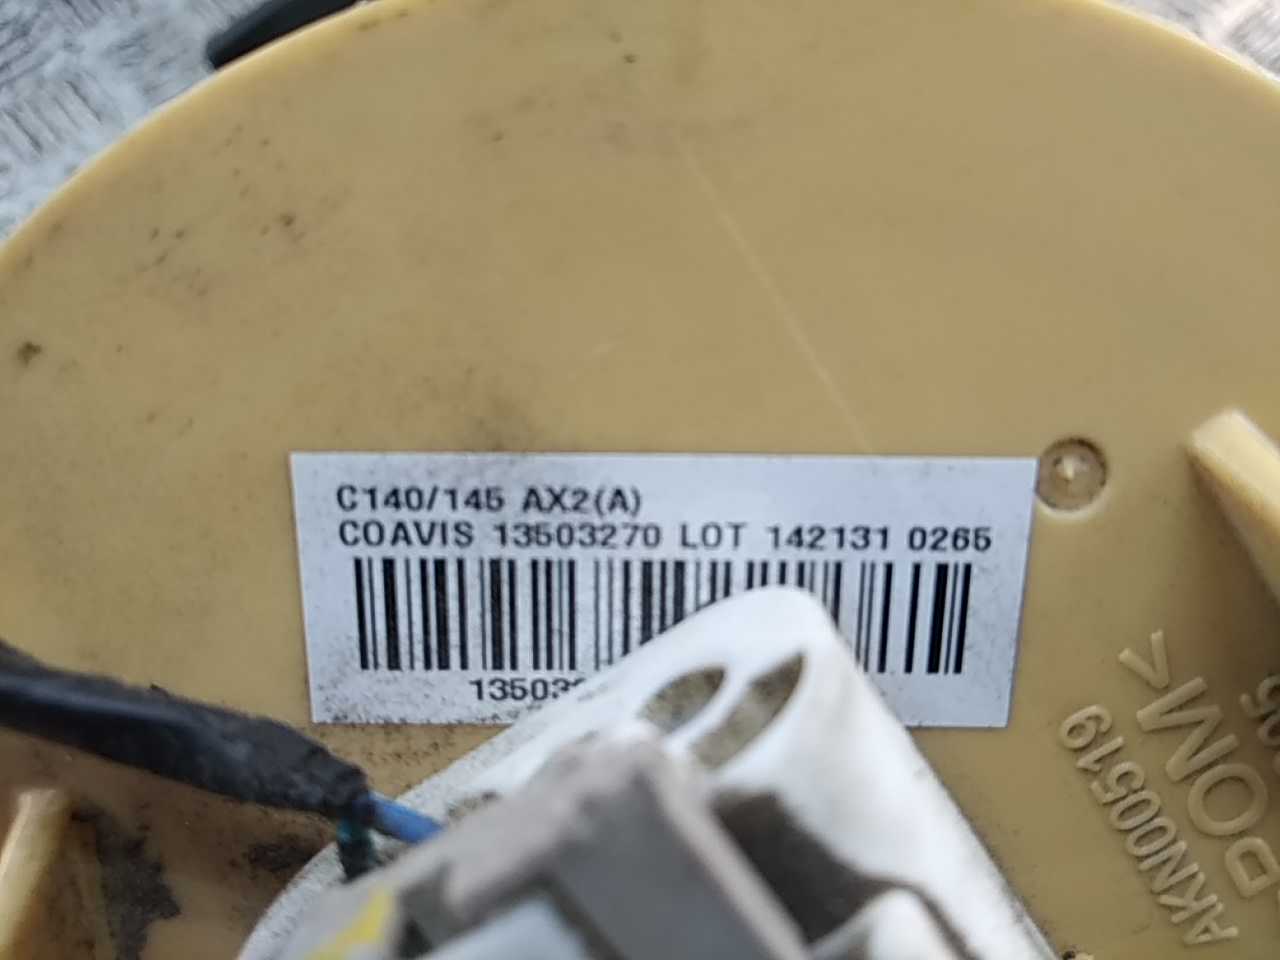 C140/145 AX2(A)
COAVIS 13503270 LOT 142131 0265
AKN00519